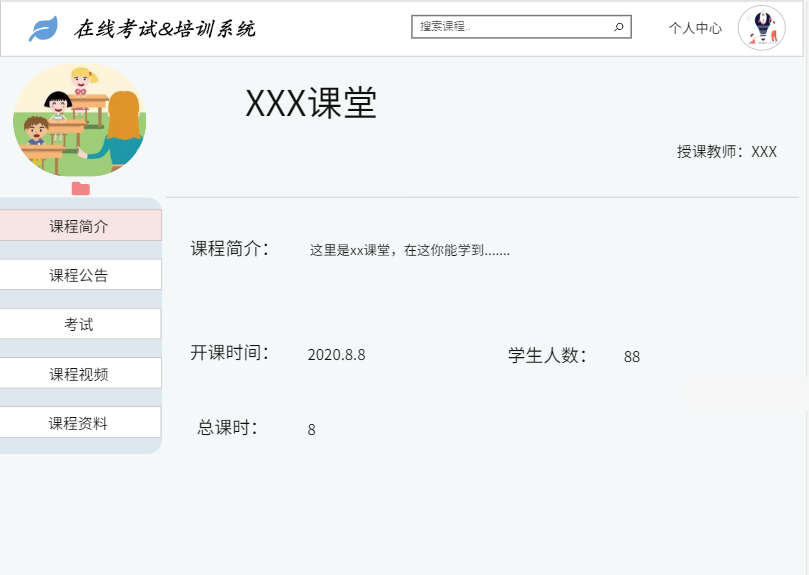 在线考试&培训系统
搜索课程..
个人中心
XXX课堂
授课教师：XXX
课程简介
课程公告
考试
课程视频
课程资料
课程简介： 这里是xx课堂，在这你能学到.......
开课时间： 2020.8.8 学生人数： 88
总课时： 8